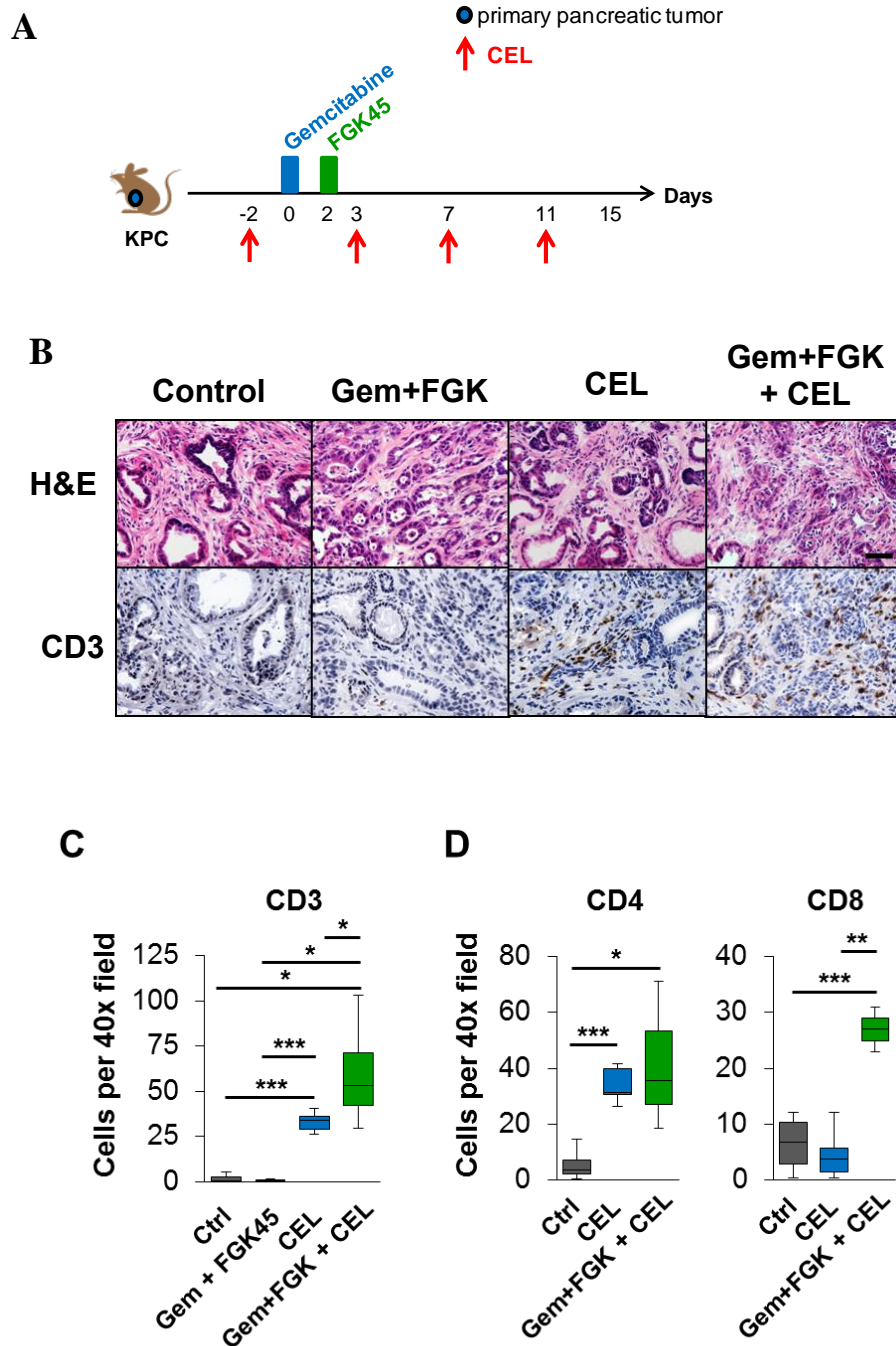 A
primary pancreatic tumor
CEL
Gemcitabine
FGK45
Days
KPC
-2 0 2 3 7 11 15
B
Control Gem+FGK CEL Gem+FGK
+ CEL
H&E
CD3
C
CD3
Cells per 40x field
125
100
75
50
25
0
* 
*
*
***
***
Ctrl
Gem + FGK45
CEL
Gem+FGK + CEL
D
CD4
Cells per 40x field
80
60
40
20
0
*
***
Ctrl
CEL
Gem+FGK + CEL
CD8
40
30
20
10
0
**
***
Ctrl
CEL
Gem+FGK + CEL